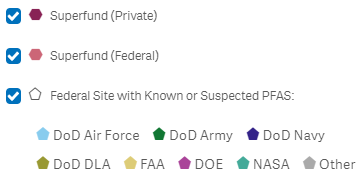 Superfund (Private)
Superfund (Federal)
Federal Site with Known or Suspected PFAS:
DoD Air Force DoD Army DoD Navy
DoD DLA FAA DOE NASA Other